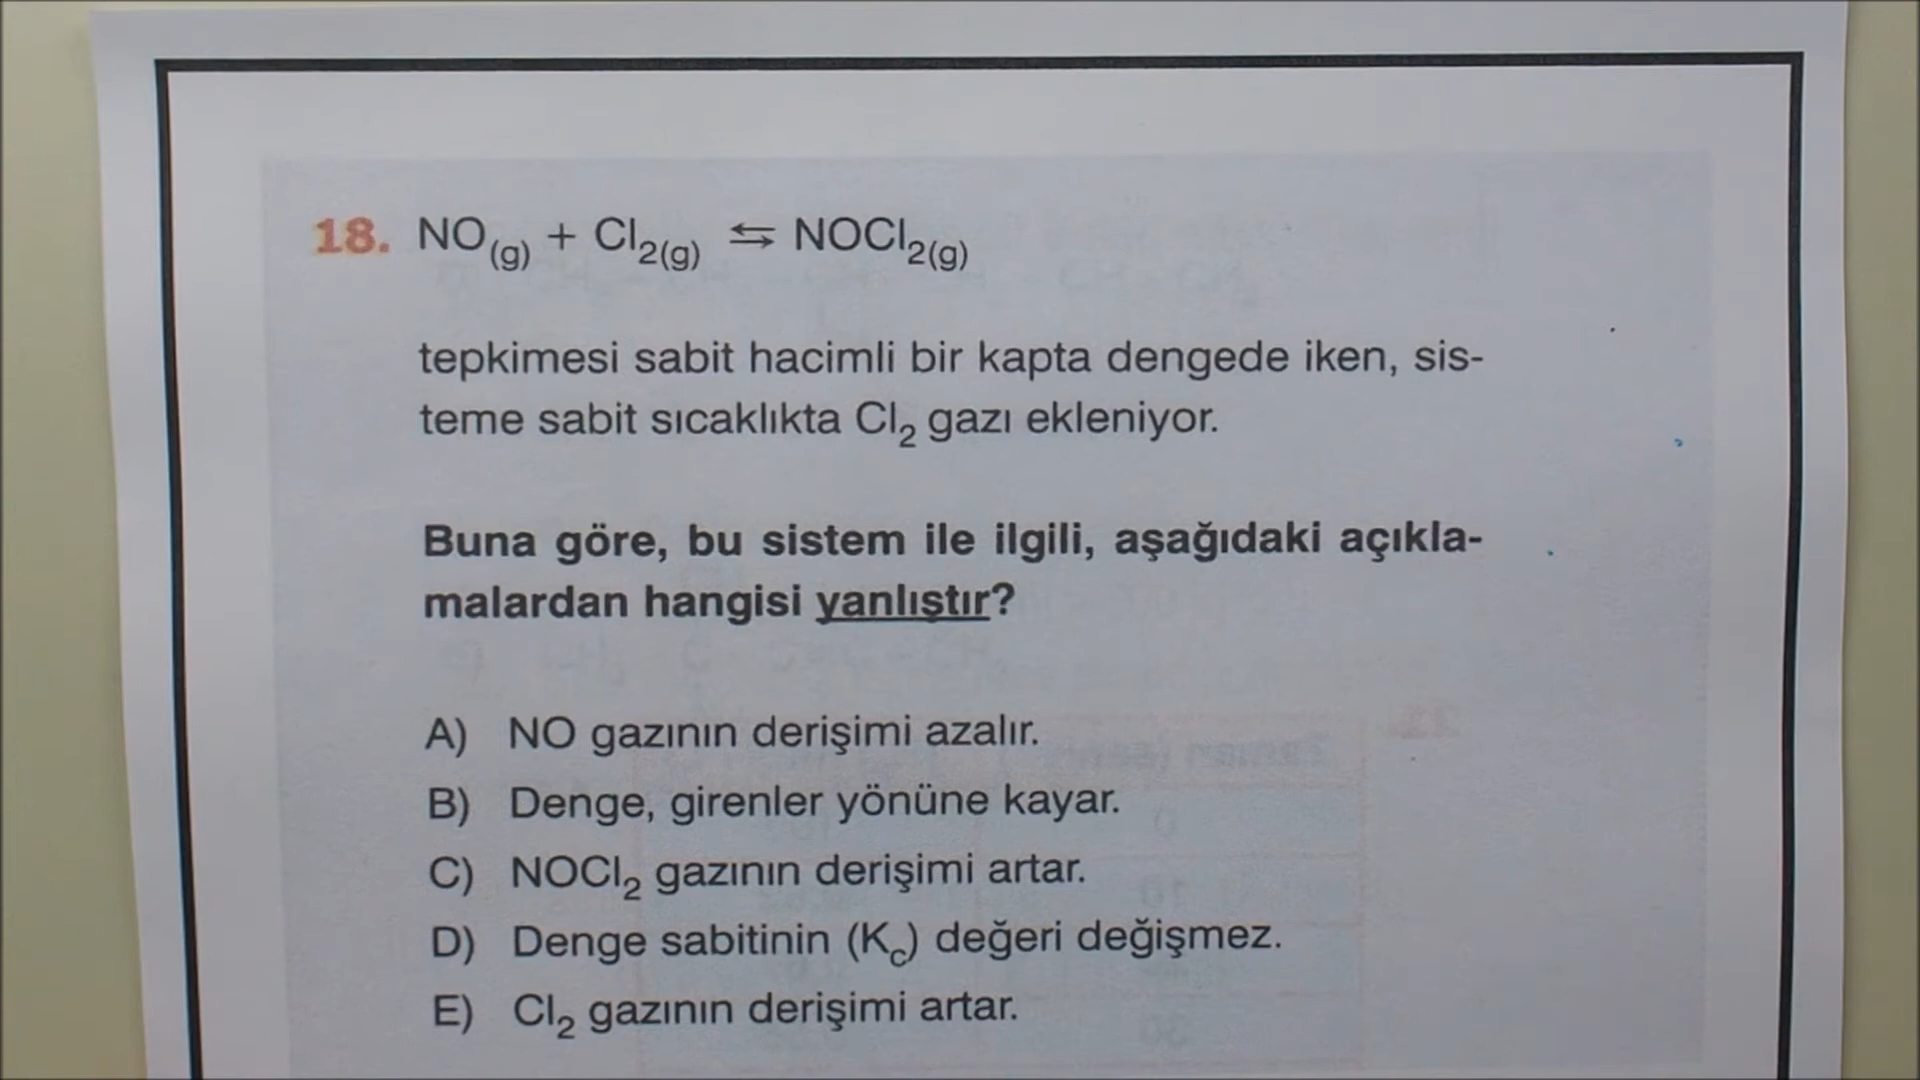 18. NO(g) + Cl2(g) ⇆ NOCl2(g)
tepkimesi sabit hacimli bir kapta dengede iken, sis-
teme sabit sıcaklıkta Cl2 gazı ekleniyor.
Buna göre, bu sistem ile ilgili, aşağıdaki açıkla-
malardan hangisi yanlıştır?
A) NO gazının derişimi azalır.
B) Denge, girenler yönüne kayar.
C) NOCl2 gazının derişimi artar.
D) Denge sabitinin (Kc) değeri değişmez.
E) Cl2 gazının derişimi artar.